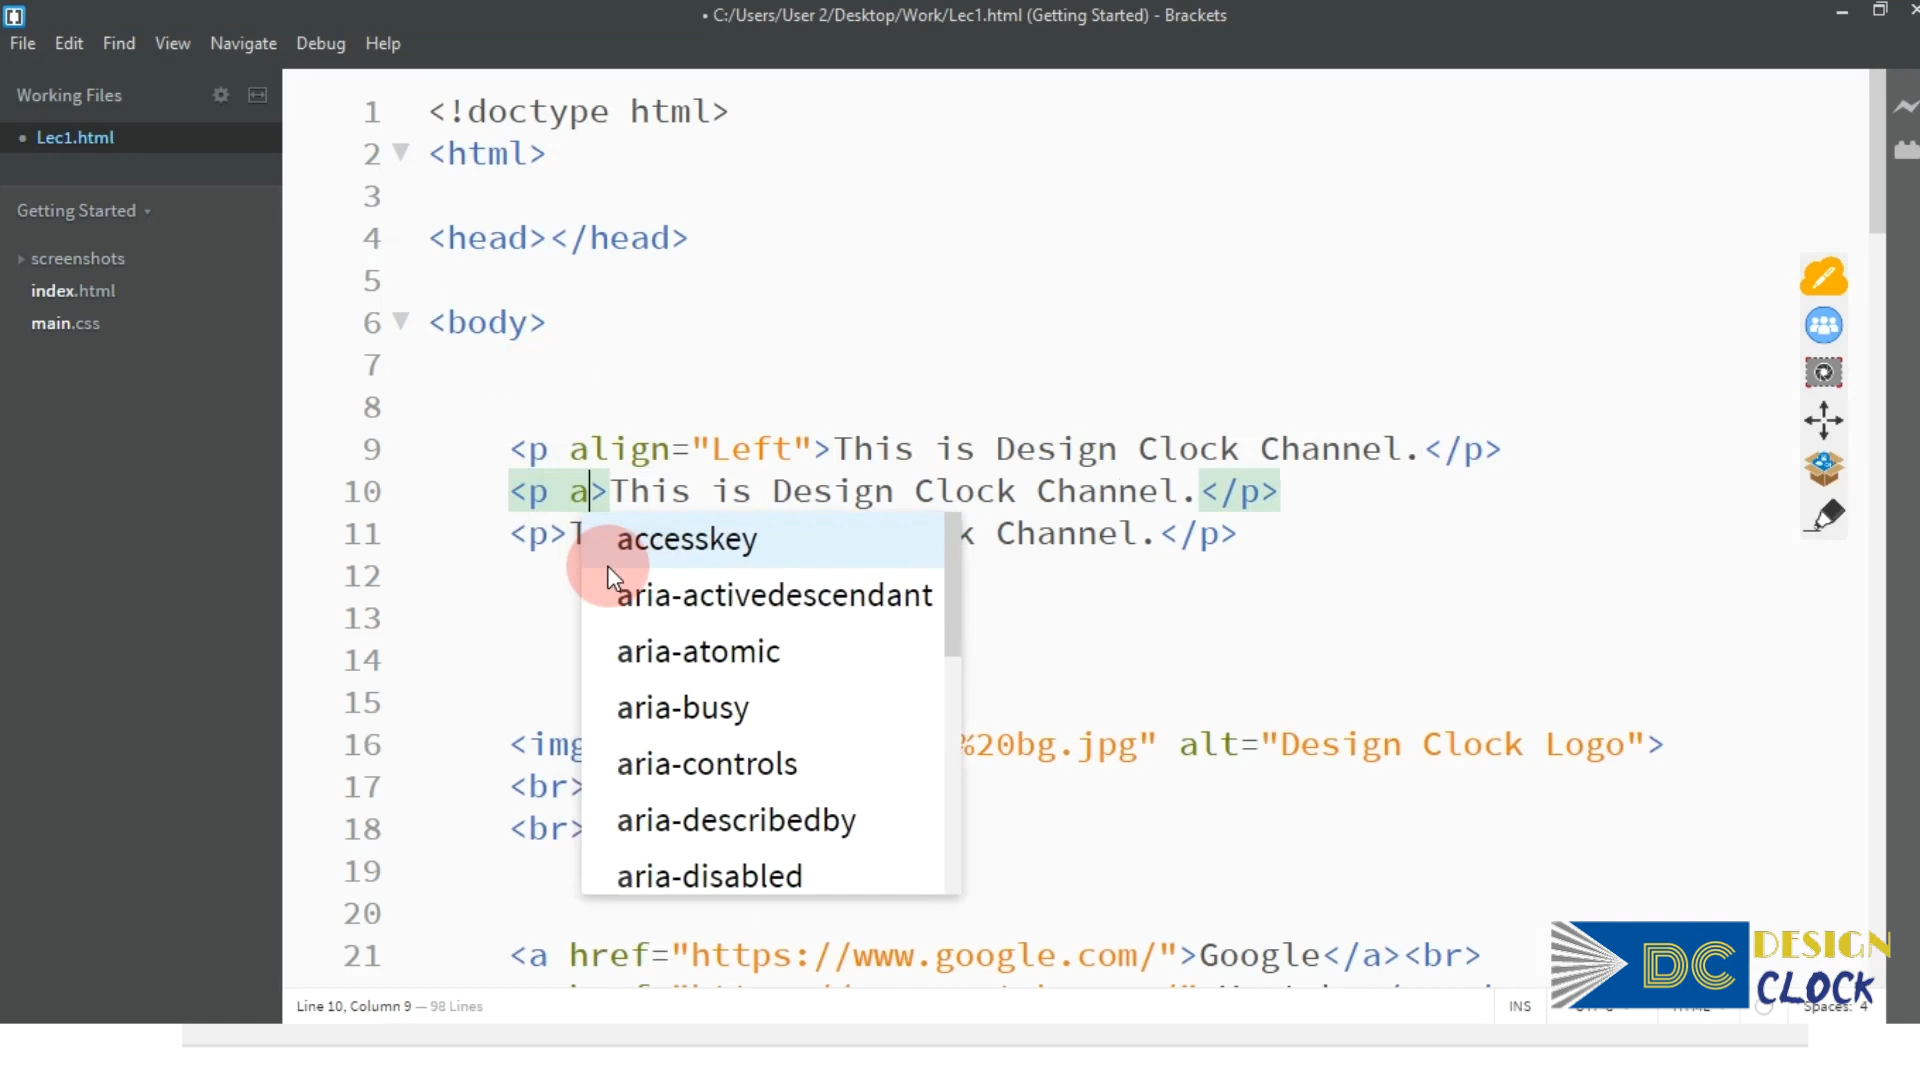 • C:/Users/User 2/Desktop/Work/Lec1.html (Getting Started) - Brackets
File Edit Find View Navigate Debug Help
Working Files
• Lec1.html
Getting Started
screenshots
index.html
main.css
1 <!doctype html>
2 <html>
3
4 <head></head>
5
6 <body>
7
8
9 <p align="Left">This is Design Clock Channel.</p>
10 <p a>This is Design Clock Channel.</p>
11 <p> Channel.</p>
12
13
14
15
16 <img %20bg.jpg" alt="Design Clock Logo">
17 <br>
18 <br>
19
20
21 <a href="https://www.google.com/">Google</a><br>
accesskey
aria-activedescendant
aria-atomic
aria-busy
aria-controls
aria-describedby
aria-disabled
Line 10, Column 9 — 98 Lines
INS
Spaces: 4
DC DESIGN
CLOCK